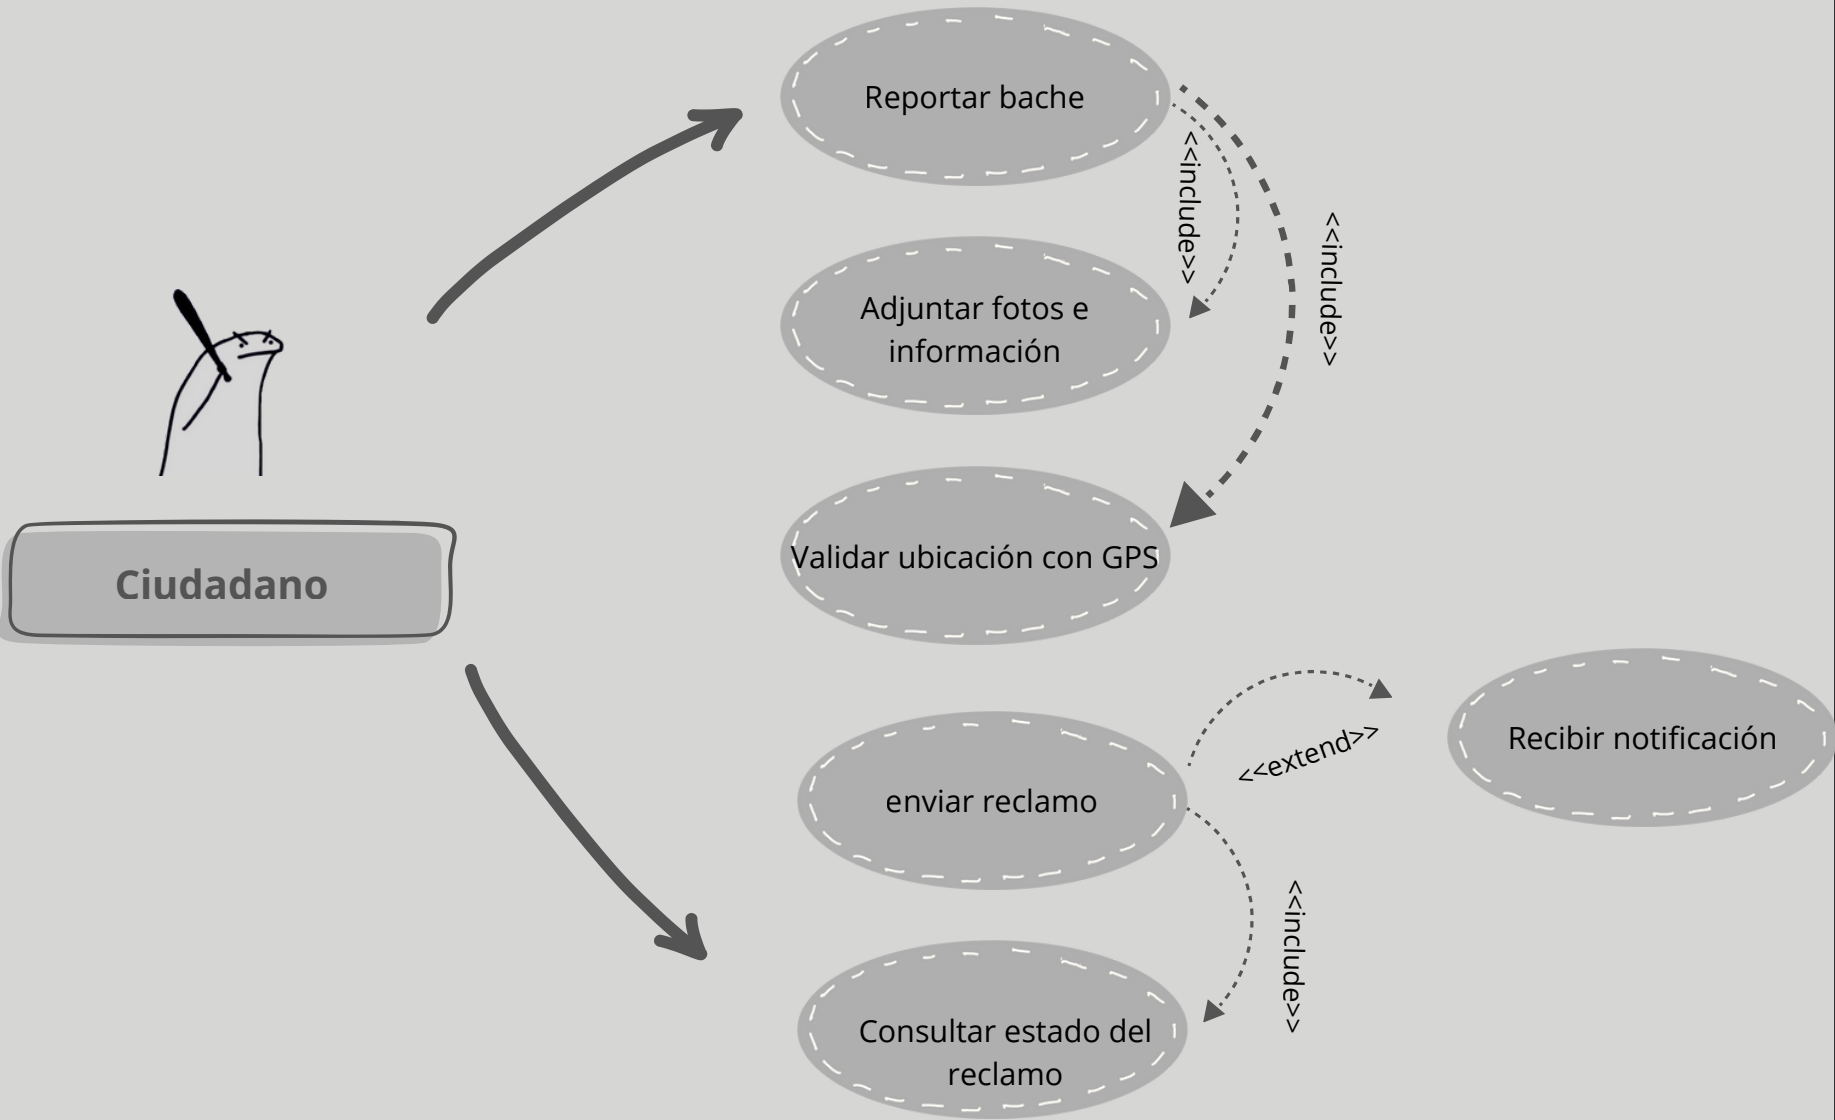 Reportar bache
<<include>>
<<include>>
Adjuntar fotos e
información
Validar ubicación con GPS
Ciudadano
enviar reclamo
<<extend>>
Recibir notificación
<<include>>
Consultar estado del
reclamo